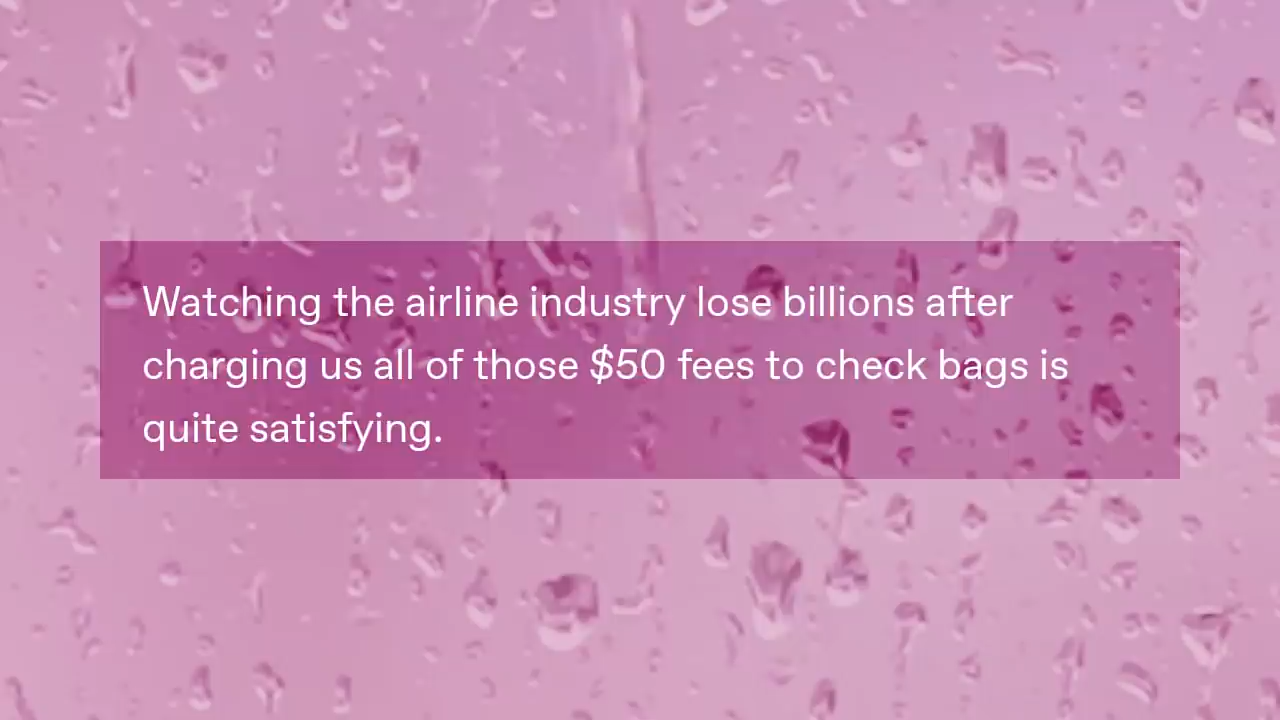 Watching the airline industry lose billions after
charging us all of those $50 fees to check bags is
quite satisfying.